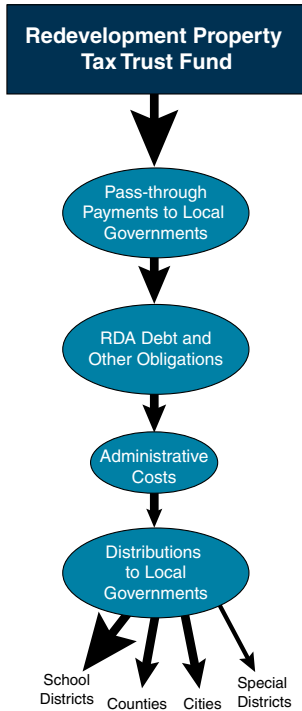 Redevelopment Property
Tax Trust Fund
Pass-through
Payments to Local
Governments
RDA Debt and
Other Obligations
Administrative
Costs
Distributions
to Local
Governments
School
Districts
Counties
Cities
Special
Districts